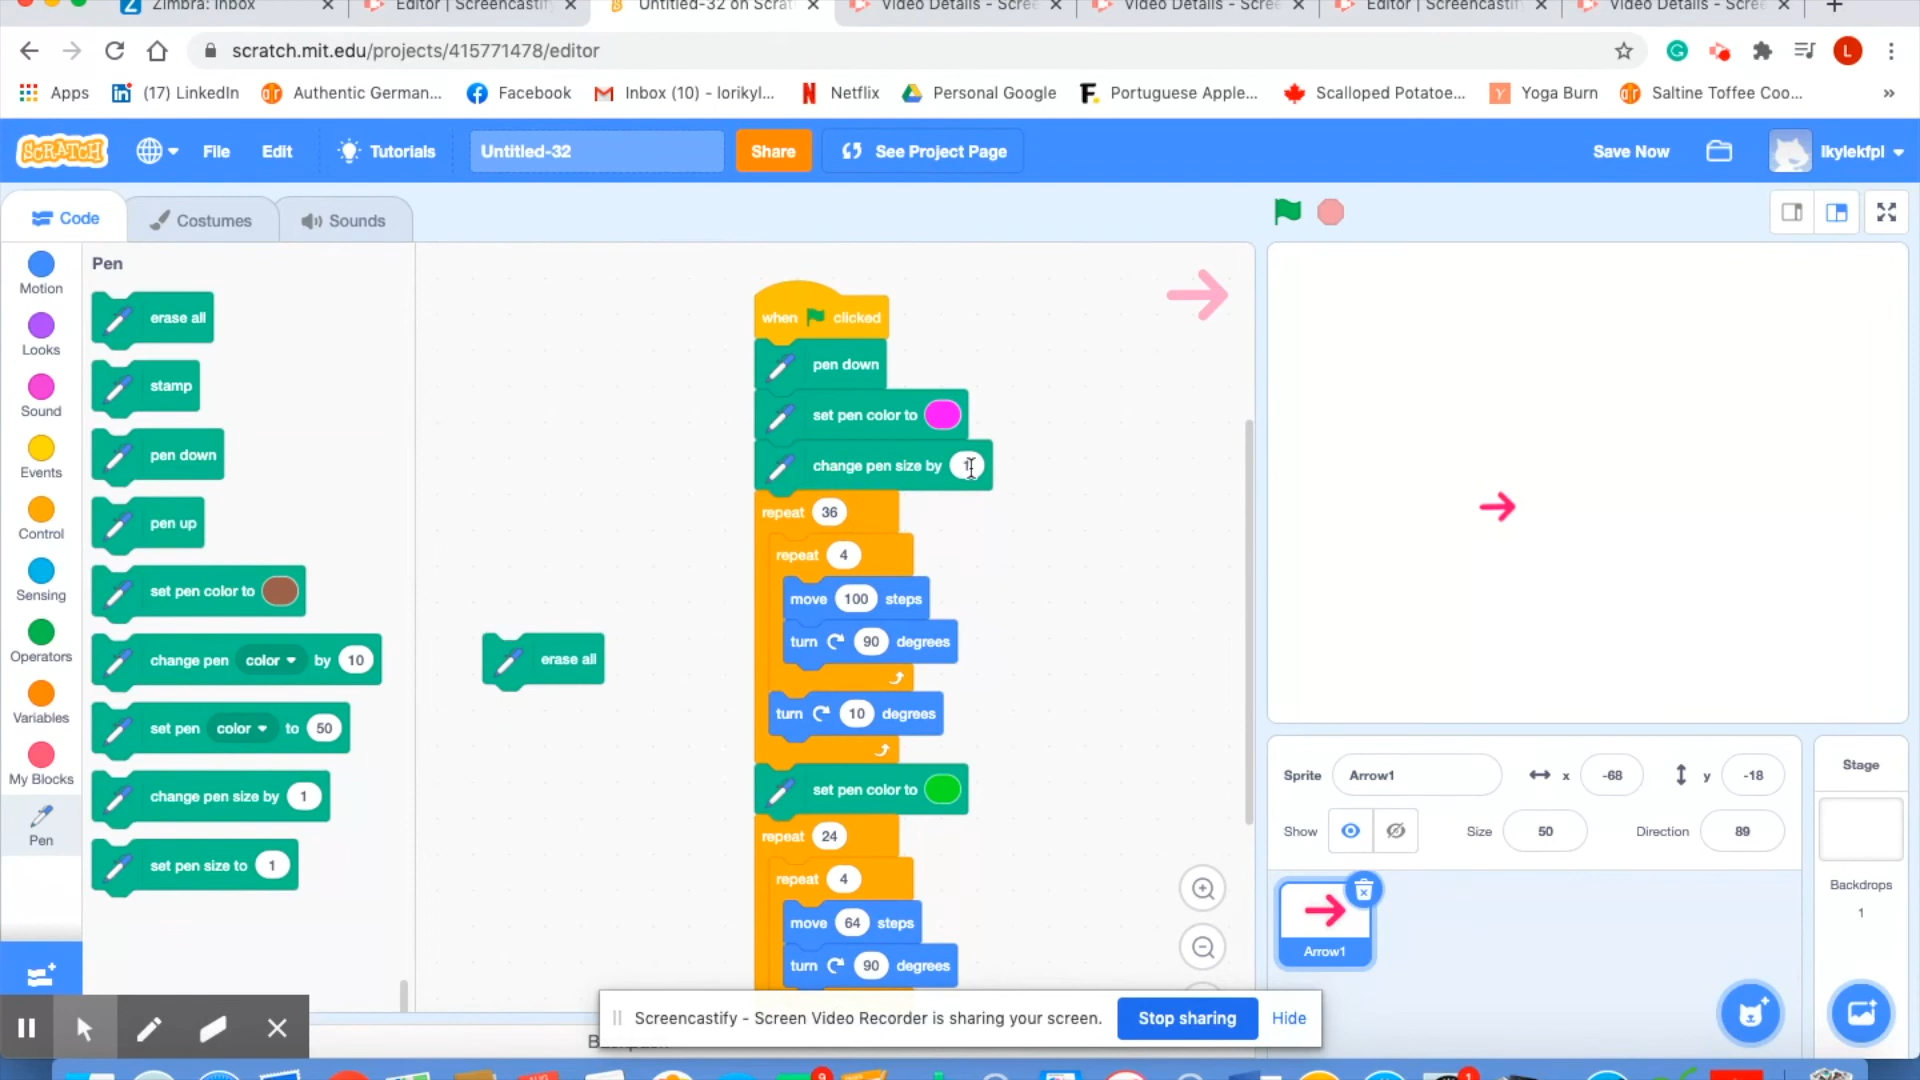 Zimbra: Inbox
Editor | Screencastif
Untitled-32 on Scrat
Video Details - Scree
Video Details - Scree
Editor | Screencastif
Video Details - Scree
scratch.mit.edu/projects/415771478/editor
L
Apps
(17) LinkedIn
Authentic German...
Facebook
Inbox (10) - lorikyl...
Netflix
Personal Google
Portuguese Apple...
Scalloped Potatoe...
Yoga Burn
Saltine Toffee Coo...
»
SCRATCH
File
Edit
Tutorials
Untitled-32
Share
See Project Page
Save Now
lkylekfpl
Code
Costumes
Sounds
Motion
Looks
Sound
Events
Control
Sensing
Operators
Variables
My Blocks
Pen
Pen
erase all
stamp
pen down
pen up
set pen color to
change pen color by 10
set pen color to 50
change pen size by 1
set pen size to 1
erase all
when clicked
pen down
set pen color to
change pen size by
repeat 36
repeat 4
move 100 steps
turn 90 degrees
turn 10 degrees
set pen color to
repeat 24
repeat 4
move 64 steps
turn 90 degrees
Sprite Arrow1
x -68
y -18
Show
Size 50
Direction 89
Arrow1
Stage
Backdrops
1
Screencastify - Screen Video Recorder is sharing your screen.
Stop sharing
Hide